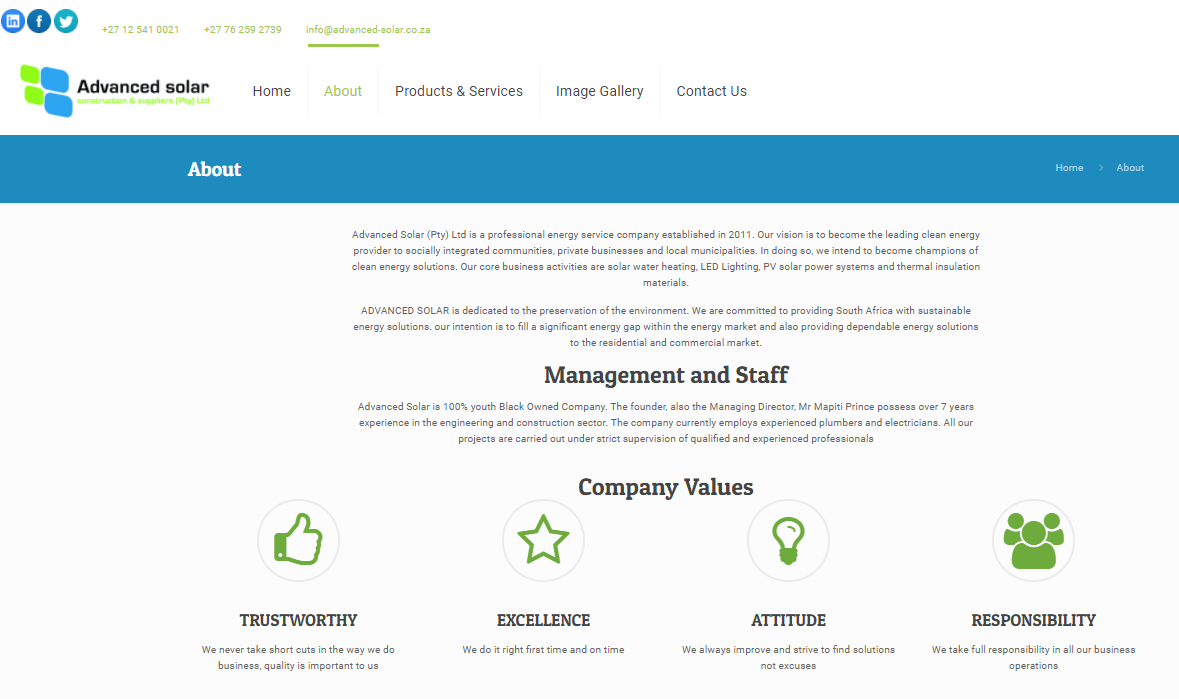 +27 12 541 0021 +27 76 259 2739 info@advanced-solar.co.za
Advanced solar
construction & suppliers (Pty) Ltd
Home About Products & Services Image Gallery Contact Us
About
Home > About
Advanced Solar (Pty) Ltd is a professional energy service company established in 2011. Our vision is to become the leading clean energy
provider to socially integrated communities, private businesses and local municipalities. In doing so, we intend to become champions of
clean energy solutions. Our core business activities are solar water heating, LED Lighting, PV solar power systems and thermal insulation
materials.
ADVANCED SOLAR is dedicated to the preservation of the environment. We are committed to providing South Africa with sustainable
energy solutions. our intention is to fill a significant energy gap within the energy market and also providing dependable energy solutions
to the residential and commercial market.
Management and Staff
Advanced Solar is 100% youth Black Owned Company. The founder, also the Managing Director, Mr Mapiti Prince possess over 7 years
experience in the engineering and construction sector. The company currently employs experienced plumbers and electricians. All our
projects are carried out under strict supervision of qualified and experienced professionals
Company Values
TRUSTWORTHY
We never take short cuts in the way we do
business, quality is important to us
EXCELLENCE
We do it right first time and on time
ATTITUDE
We always improve and strive to find solutions
not excuses
RESPONSIBILITY
We take full responsibility in all our business
operations